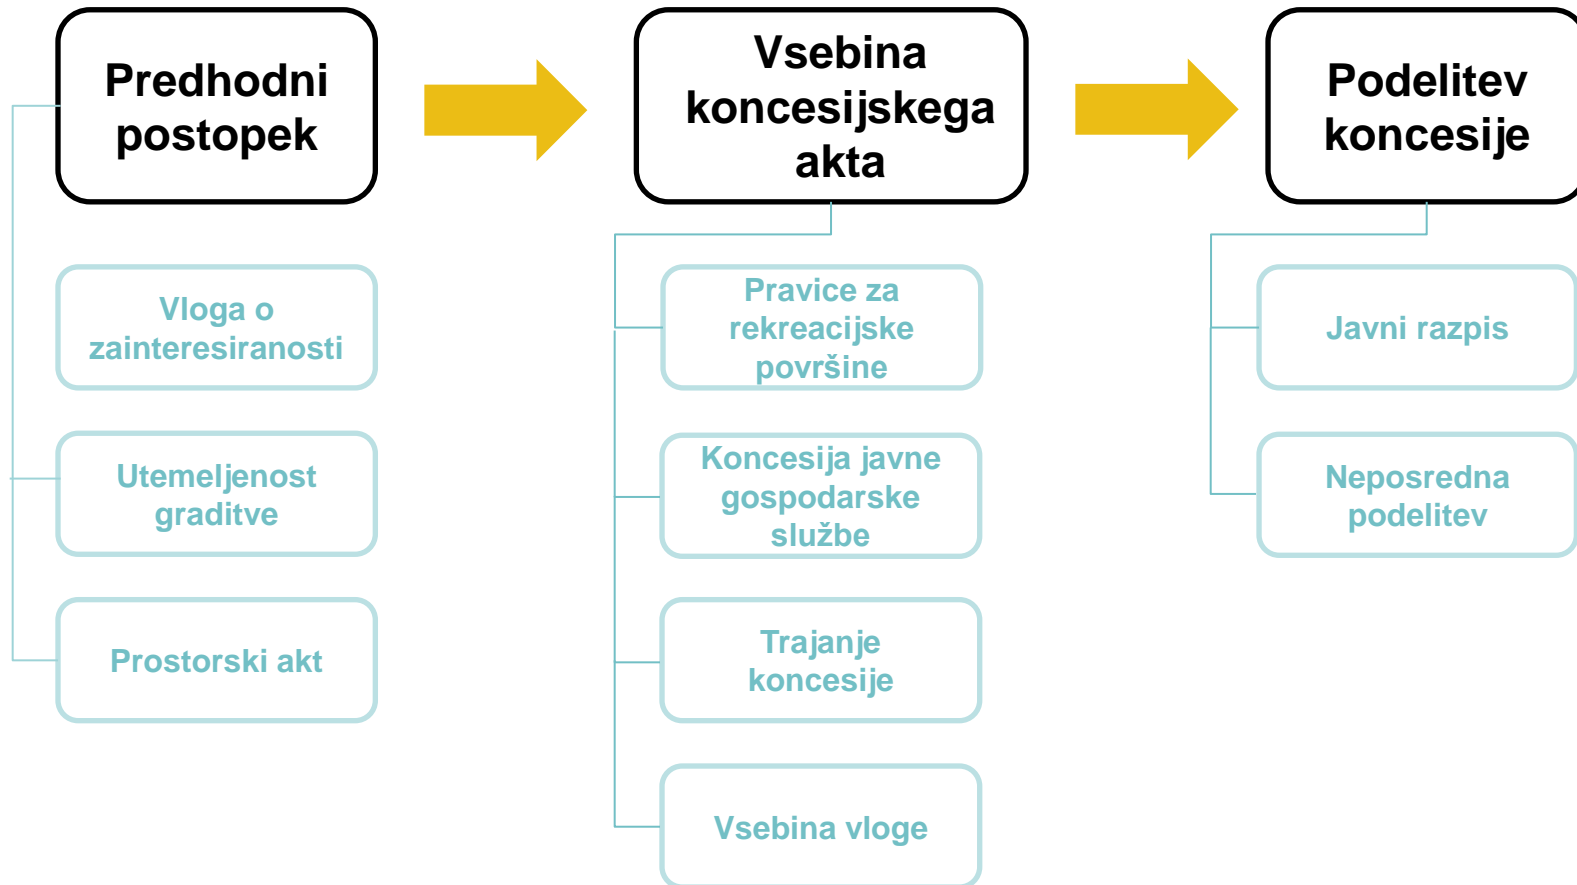 Predhodni
postopek
Vloga o
zainteresiranosti
Utemeljenost
graditve
Prostorski akt
Vsebina
koncesijskega
akta
Pravice za
rekreacijske
površine
Koncesija javne
gospodarske
službe
Trajanje
koncesije
Vsebina vloge
Podelitev
koncesije
Javni razpis
Neposredna
podelitev